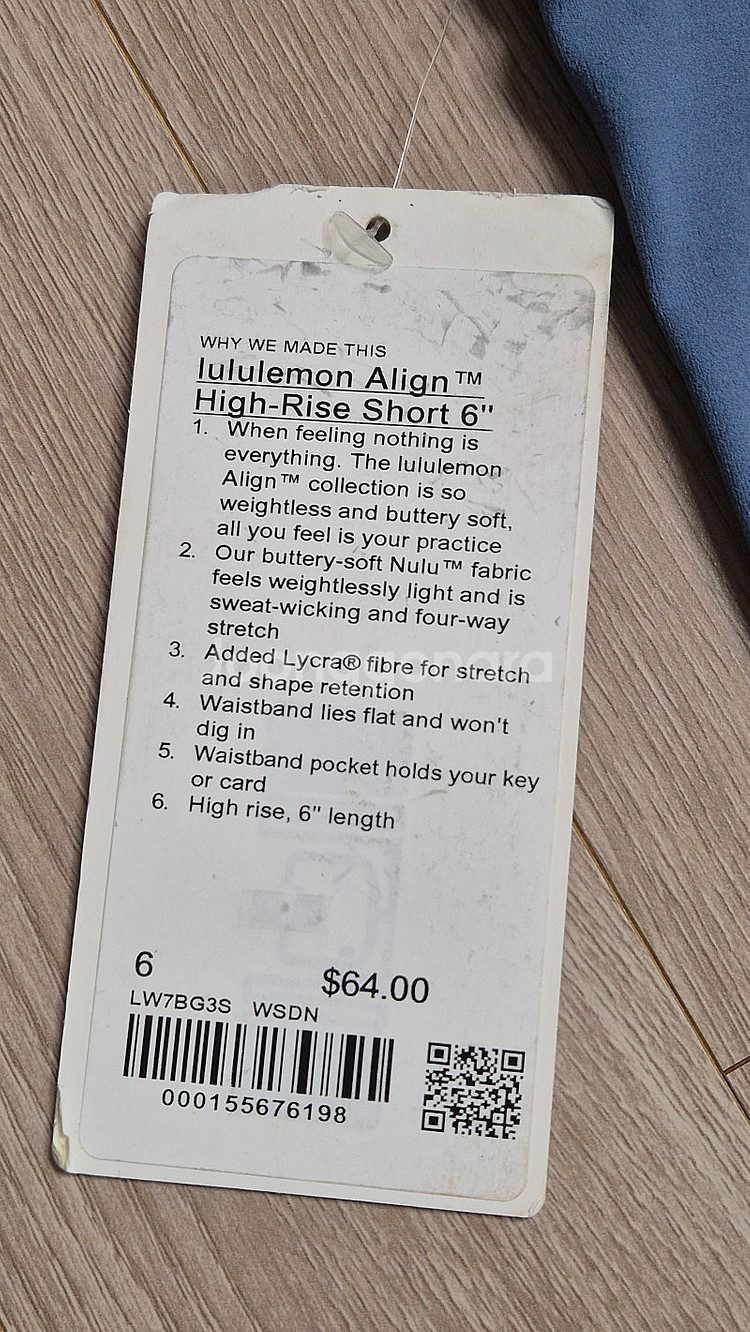 WHY WE MADE THIS
lululemon Align™
High-Rise Short 6"
1. When feeling nothing is
everything. The lululemon
Align™ collection is so
weightless and buttery soft,
all you feel is your practice
2. Our buttery-soft Nulu™ fabric
feels weightlessly light and is
sweat-wicking and four-way
stretch
3. Added Lycra® fibre for stretch
and shape retention
4. Waistband lies flat and won't
dig in
5. Waistband pocket holds your key
or card
6. High rise, 6" length
6 $64.00
LW7BG3S WSDN
000155676198